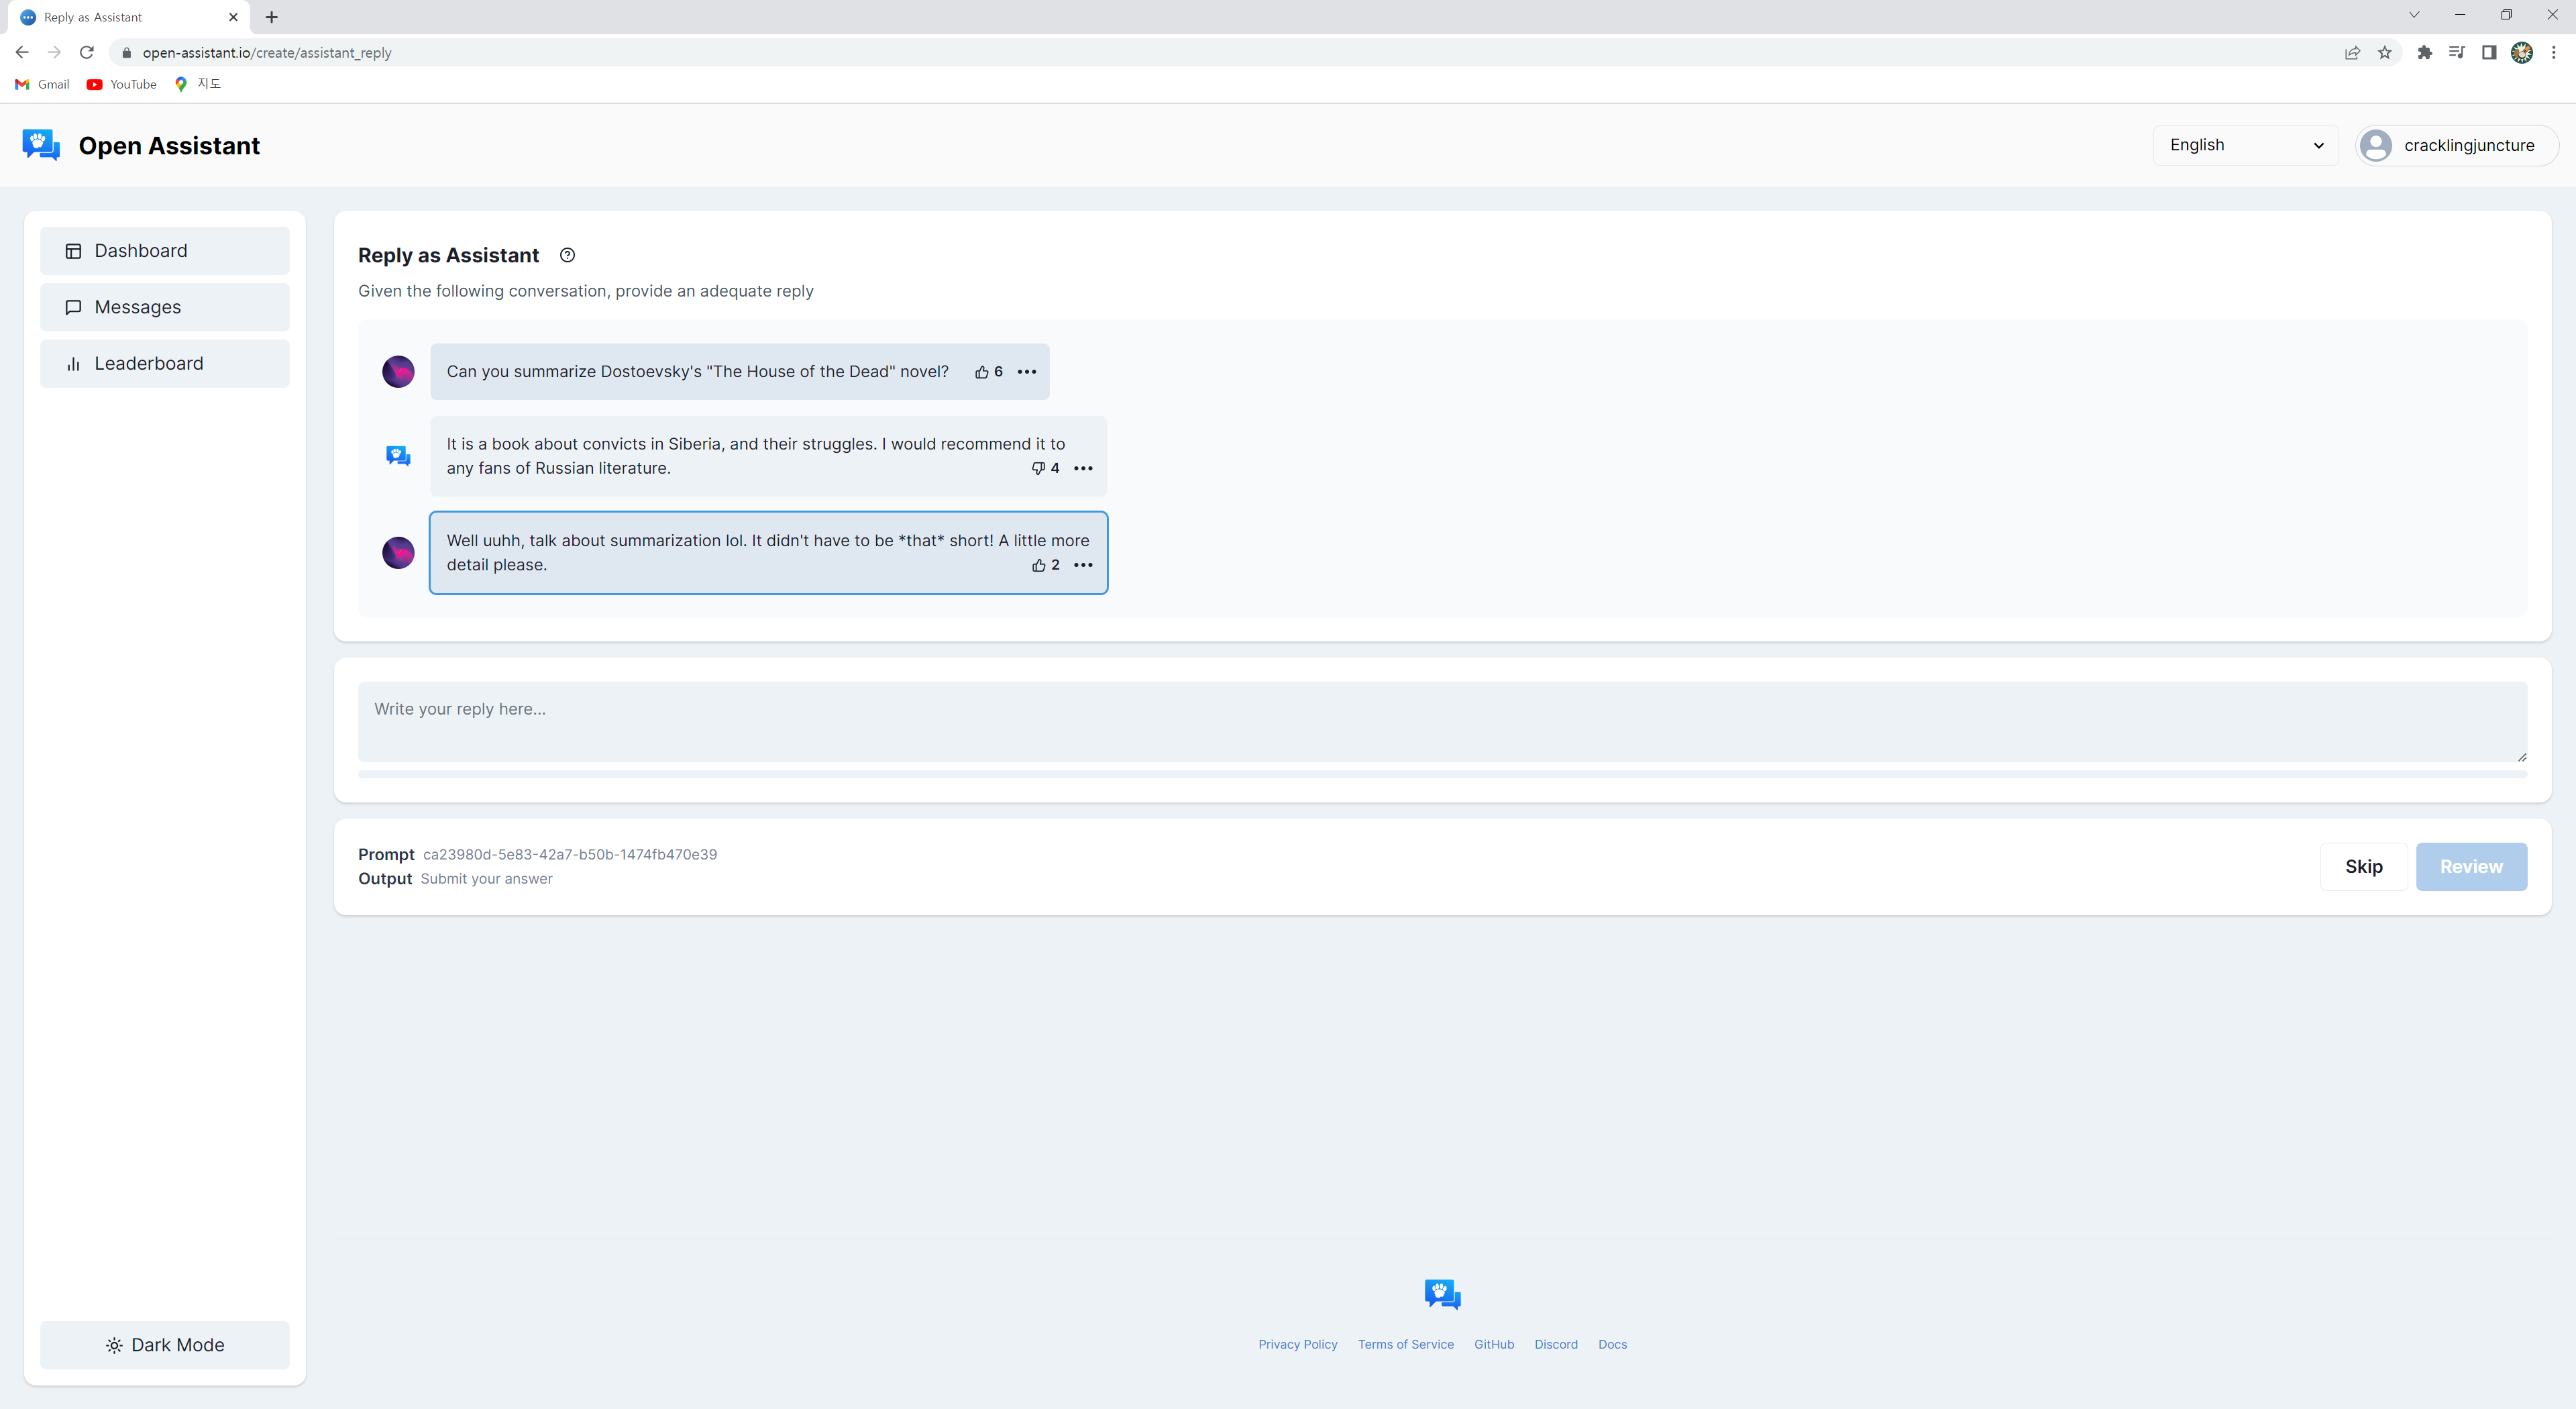 Reply as Assistant
open-assistant.io/create/assistant_reply
Gmail YouTube 지도
Open Assistant
English
cracklingjuncture
Dashboard
Messages
Leaderboard
Reply as Assistant
Given the following conversation, provide an adequate reply
Can you summarize Dostoevsky's "The House of the Dead" novel? 6
It is a book about convicts in Siberia, and their struggles. I would recommend it to
any fans of Russian literature. 4
Well uuhh, talk about summarization lol. It didn't have to be *that* short! A little more
detail please. 2
Write your reply here...
Prompt ca23980d-5e83-42a7-b50b-1474fb470e39
Output Submit your answer
Skip
Review
Dark Mode
Privacy Policy Terms of Service GitHub Discord Docs